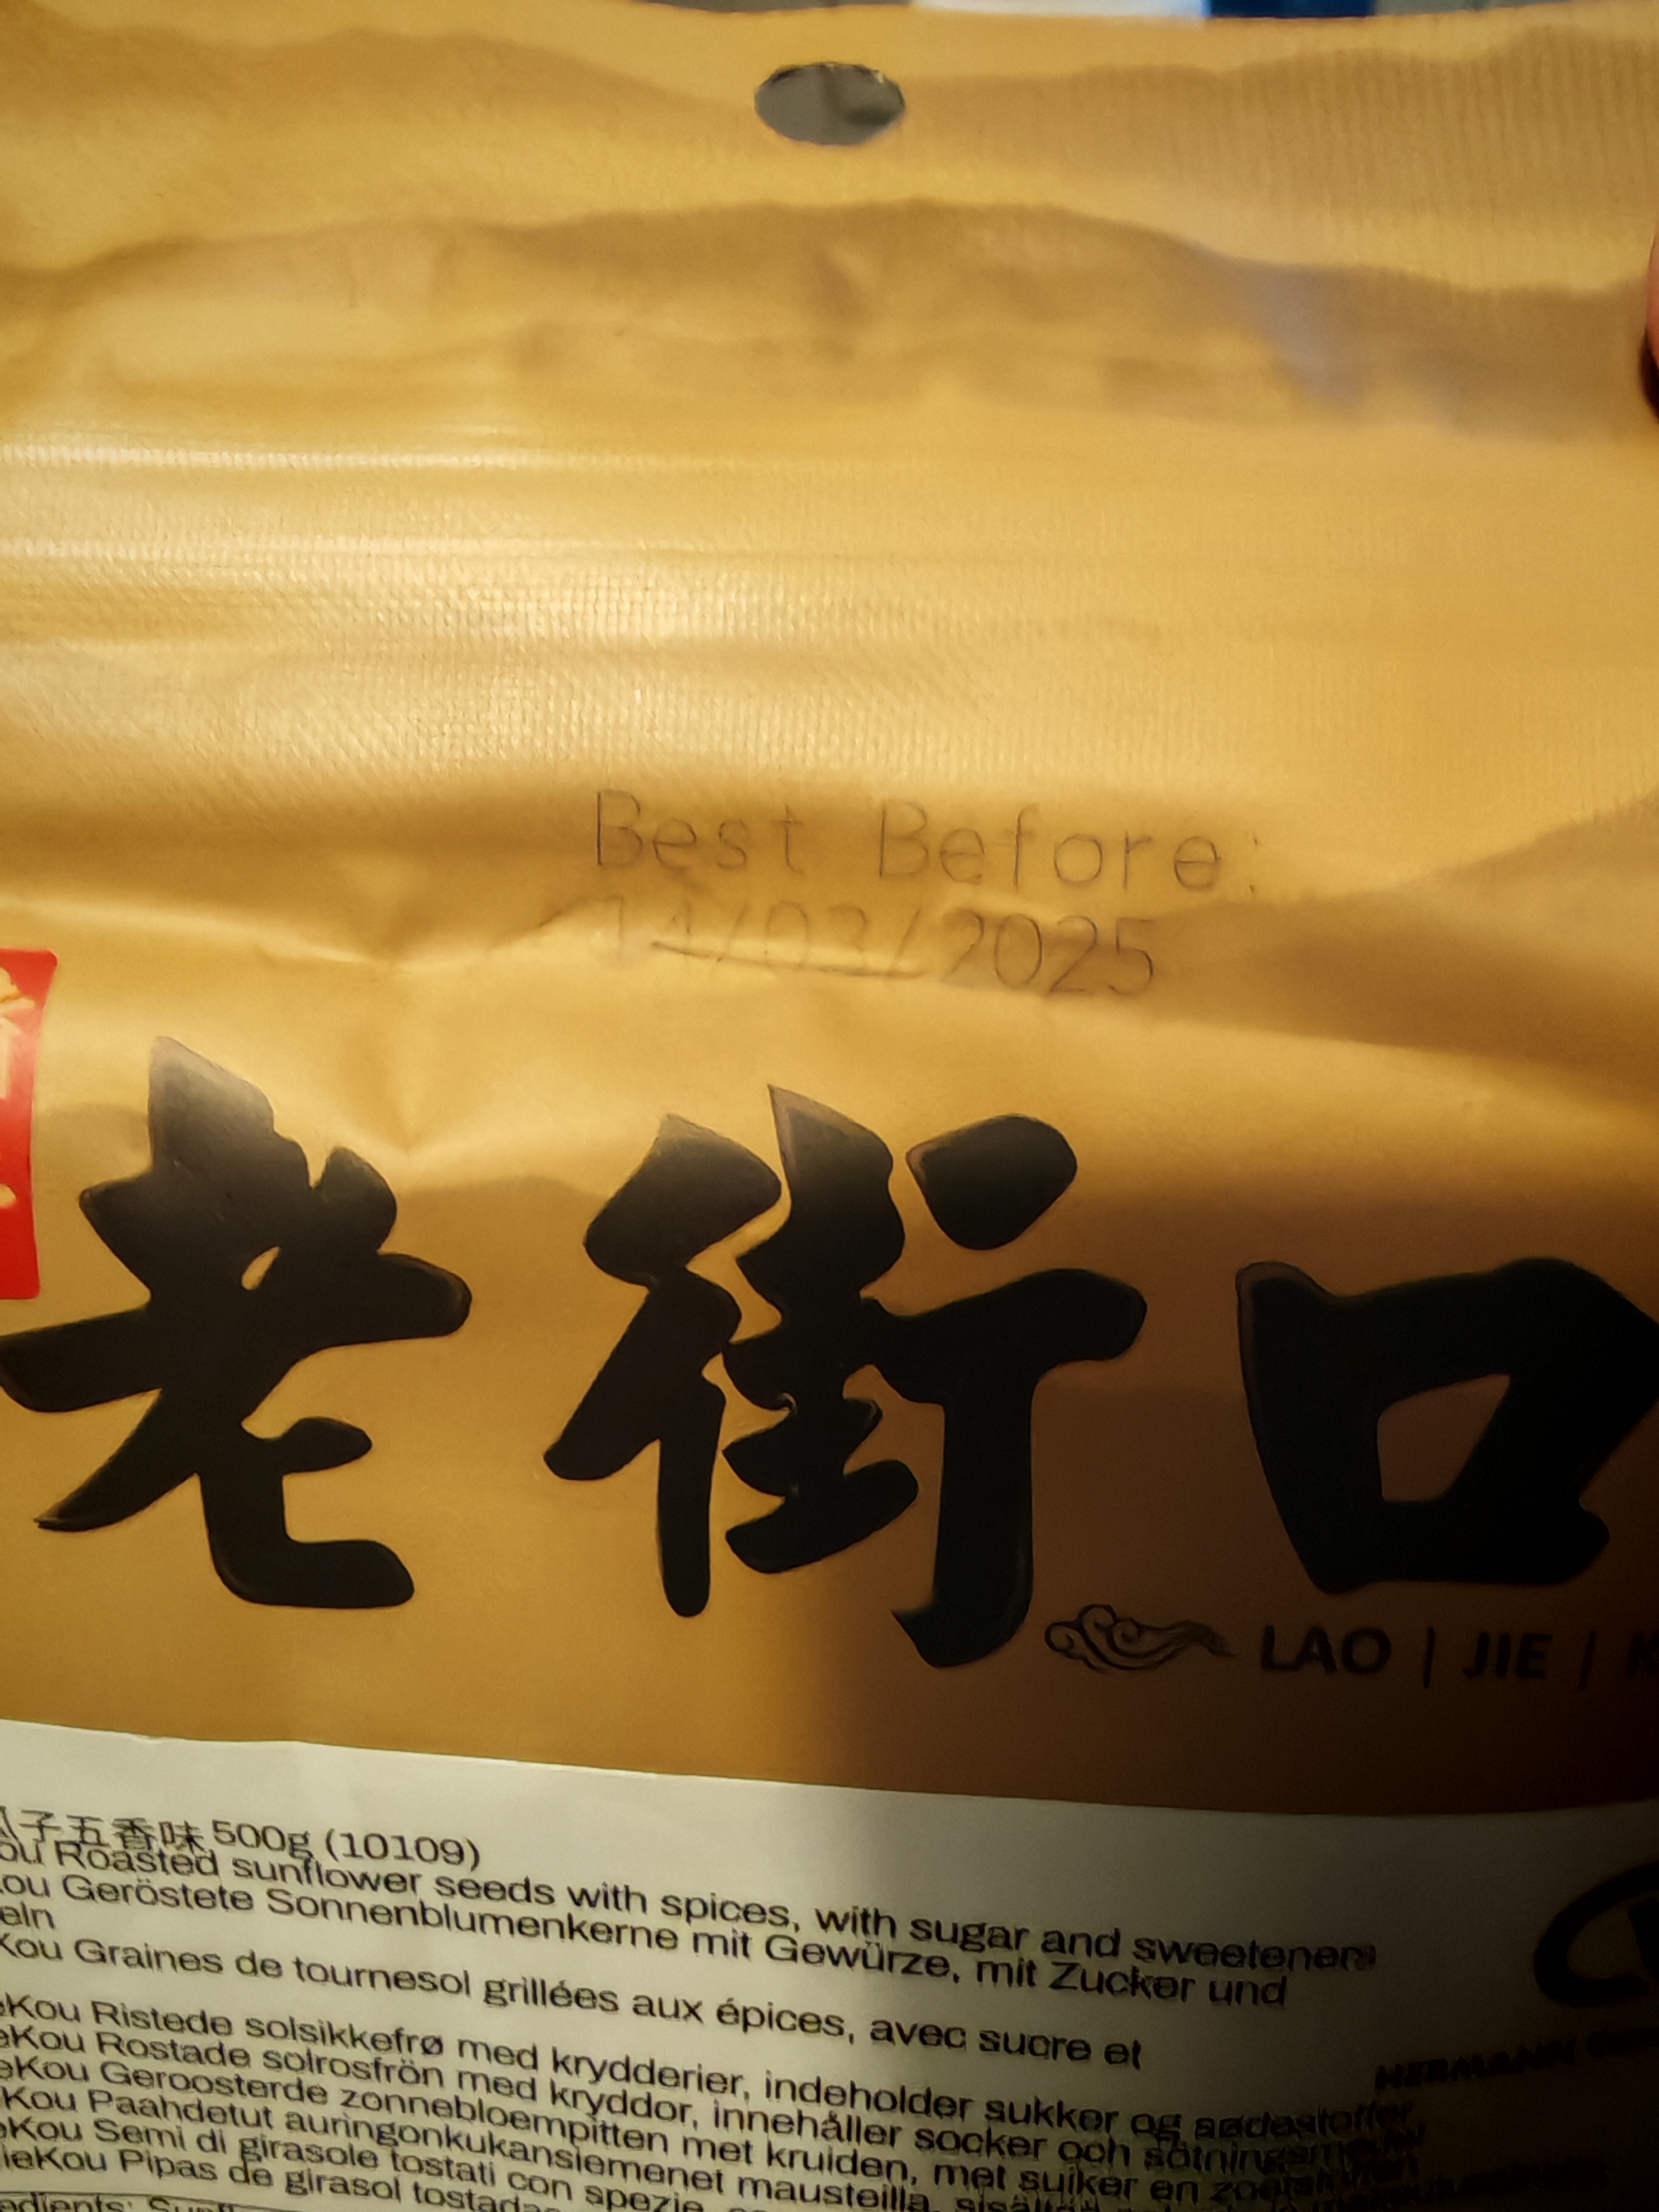 Best Before:
14/03/2025
老街口
LAO | JIE |
子五香味 500g (10109)
Roasted sunflower seeds with spices, with sugar and sweeteners
Geröstete Sonnenblumenkerne mit Gewürze, mit Zucker und
eln
Kou Graines de tournesol grillées aux épices, avec sucre et
eKou Ristede solsikkefrø med krydderier, indeholder sukker og sødestoffer
eKou Rostade solrosfrön med kryddor, innehåller socker och
eKou Geroosterde zonnebloempitten met kruiden, met suiker en
Kou Paahdetut auringonkukansiemenet mausteilla,
eKou Semi di girasole tostati con spezie,
ieKou Pipas de girasol
HERMANN